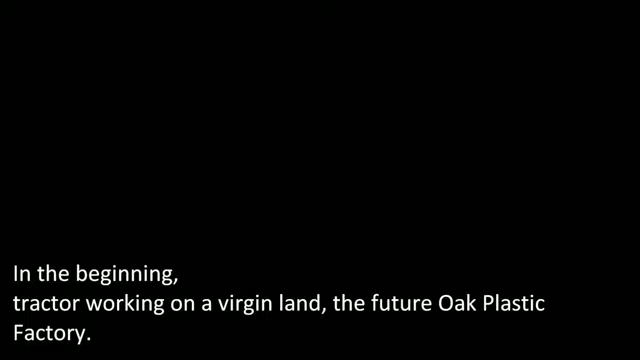 In the beginning,
tractor working on a virgin land, the future Oak Plastic
Factory.